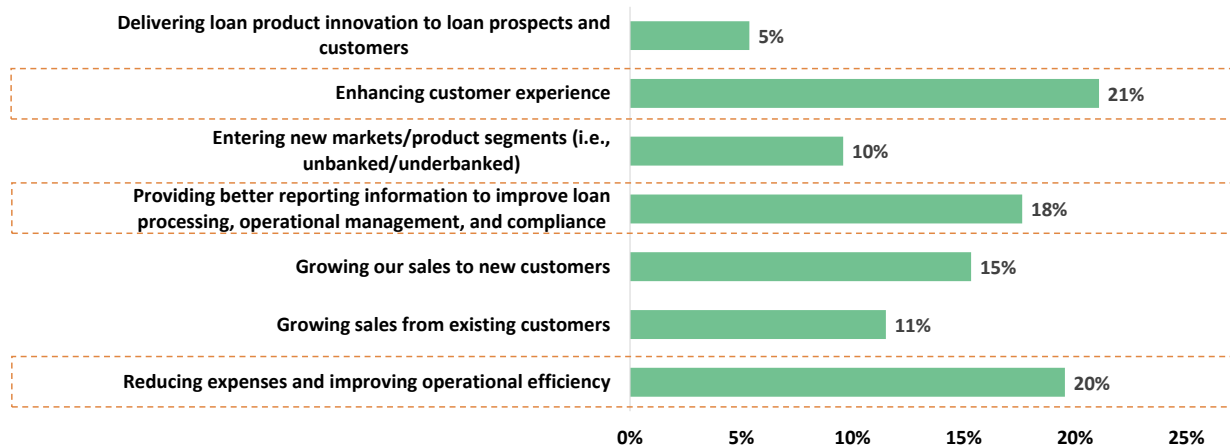 Delivering loan product innovation to loan prospects and
customers
5%
Enhancing customer experience
21%
Entering new markets/product segments (i.e.,
unbanked/underbanked)
10%
Providing better reporting information to improve loan
processing, operational management, and compliance
18%
Growing our sales to new customers
15%
Growing sales from existing customers
11%
Reducing expenses and improving operational efficiency
20%
0% 5% 10% 15% 20% 25%